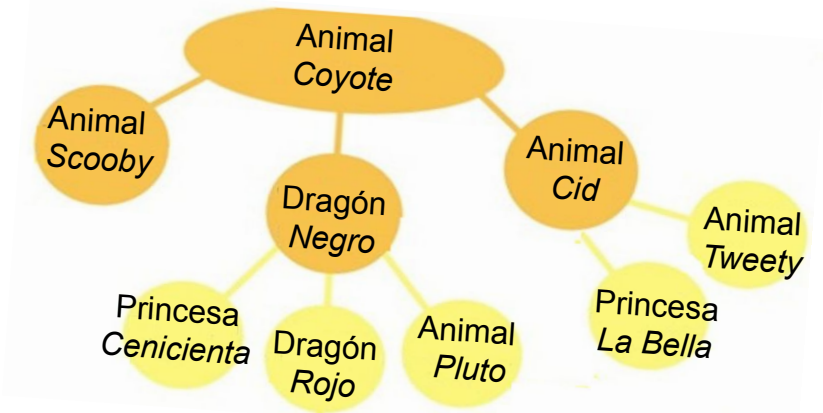 Animal
Coyote
Animal
Scooby
Dragón
Negro
Animal
Cid
Animal
Tweety
Princesa
Cenicienta
Dragón
Rojo
Animal
Pluto
Princesa
La Bella